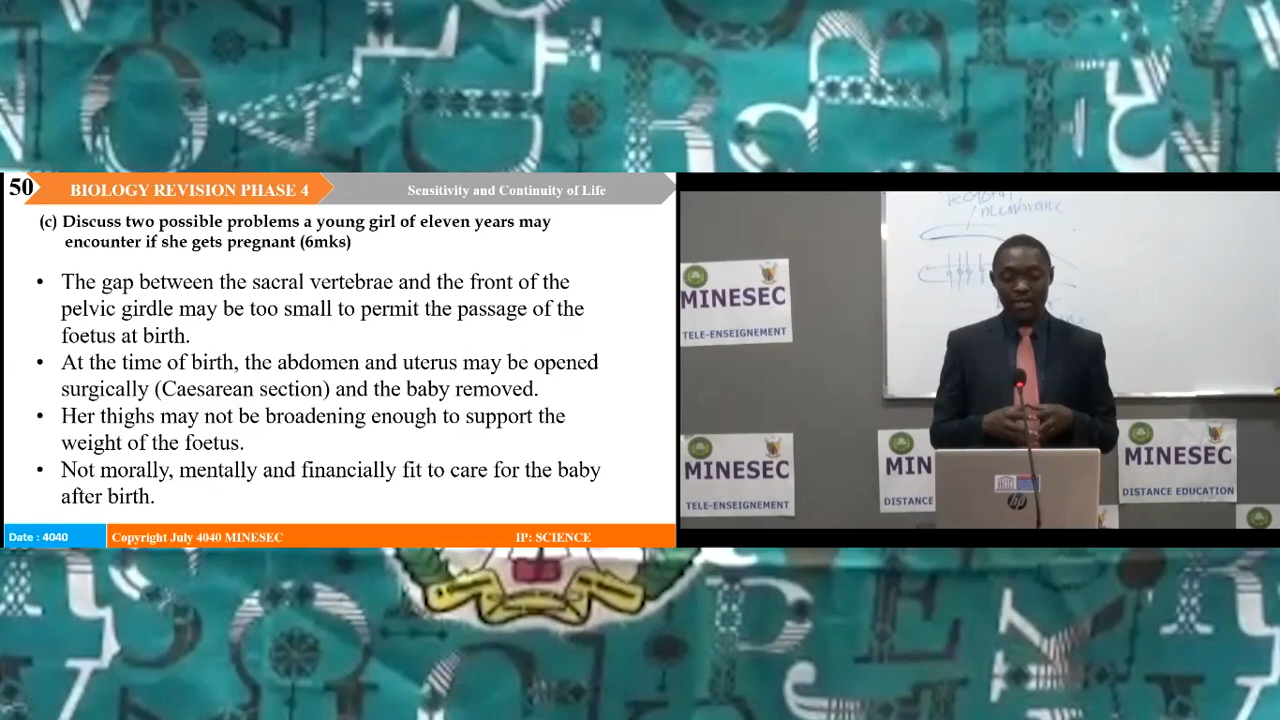 50
BIOLOGY REVISION PHASE 4
Sensitivity and Continuity of Life
(c) Discuss two possible problems a young girl of eleven years may
encounter if she gets pregnant (6mks)
• The gap between the sacral vertebrae and the front of the
pelvic girdle may be too small to permit the passage of the
foetus at birth.
• At the time of birth, the abdomen and uterus may be opened
surgically (Caesarean section) and the baby removed.
• Her thighs may not be broadening enough to support the
weight of the foetus.
• Not morally, mentally and financially fit to care for the baby
after birth.
Date : 4040
Copyright July 4040 MINESEC
IP: SCIENCE
membrane
MINESEC
TELE-ENSEIGNEMENT
MINESEC
TELE-ENSEIGNEMENT
MIN
DISTANCE
MINESEC
DISTANCE EDUCATION
hp